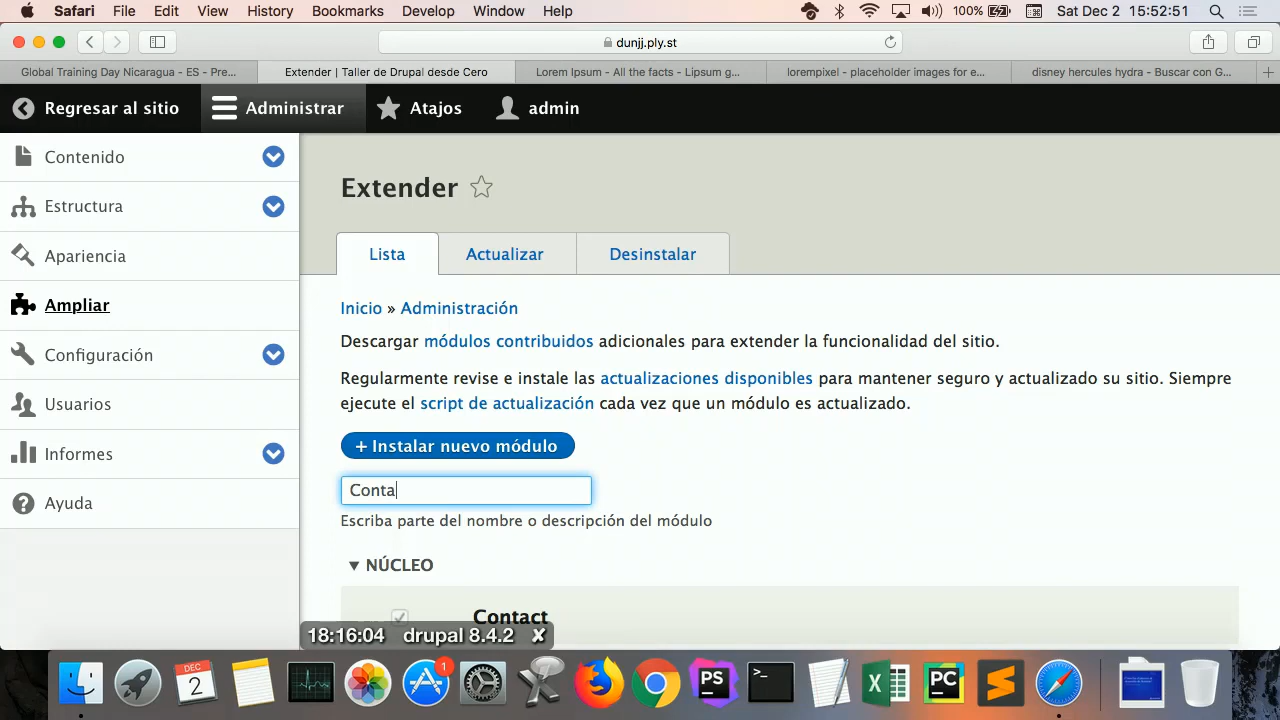 Safari File Edit View History Bookmarks Develop Window Help 100% Sat Dec 2 15:52:51
dunjj.ply.st
Global Training Day Nicaragua - ES - Pre... Extender | Taller de Drupal desde Cero Lorem Ipsum - All the facts - Lipsum g... lorempixel - placeholder images for e... disney hercules hydra - Buscar con G...
Regresar al sitio Administrar Atajos admin
Contenido
Estructura
Apariencia
Ampliar
Configuración
Usuarios
Informes
Ayuda
Extender
Lista Actualizar Desinstalar
Inicio » Administración
Descargar módulos contribuidos adicionales para extender la funcionalidad del sitio.
Regularmente revise e instale las actualizaciones disponibles para mantener seguro y actualizado su sitio. Siempre
ejecute el script de actualización cada vez que un módulo es actualizado.
+ Instalar nuevo módulo
Conta
Escriba parte del nombre o descripción del módulo
▼ NÚCLEO
Contact
18:16:04 drupal 8.4.2 ✘
DEC
2
1
PS
>_
X
PC
S